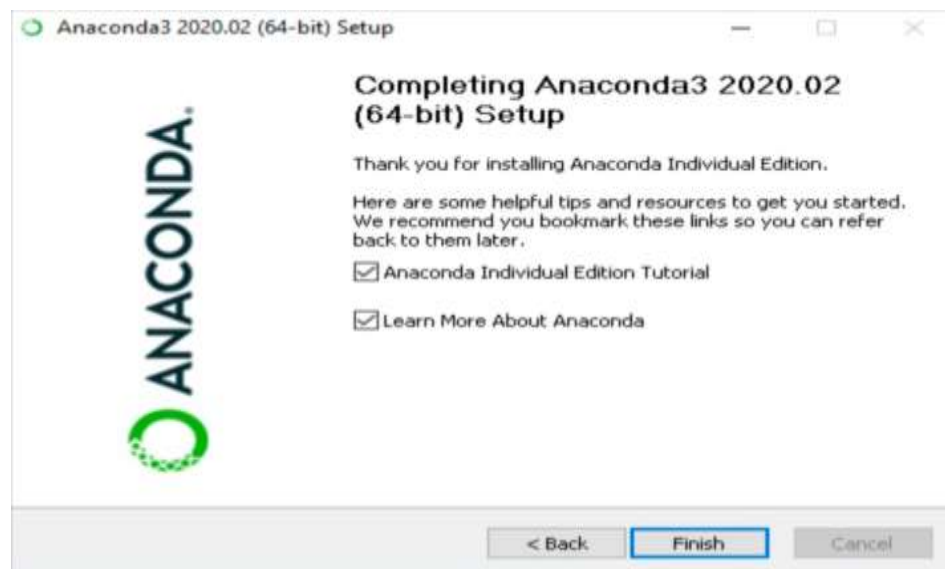 Anaconda3 2020.02 (64-bit) Setup
Completing Anaconda3 2020.02
(64-bit) Setup
Thank you for installing Anaconda Individual Edition.
Here are some helpful tips and resources to get you started.
We recommend you bookmark these links so you can refer
back to them later.
Anaconda Individual Edition Tutorial
Learn More About Anaconda
ANACONDA.
< Back
Finish
Cancel